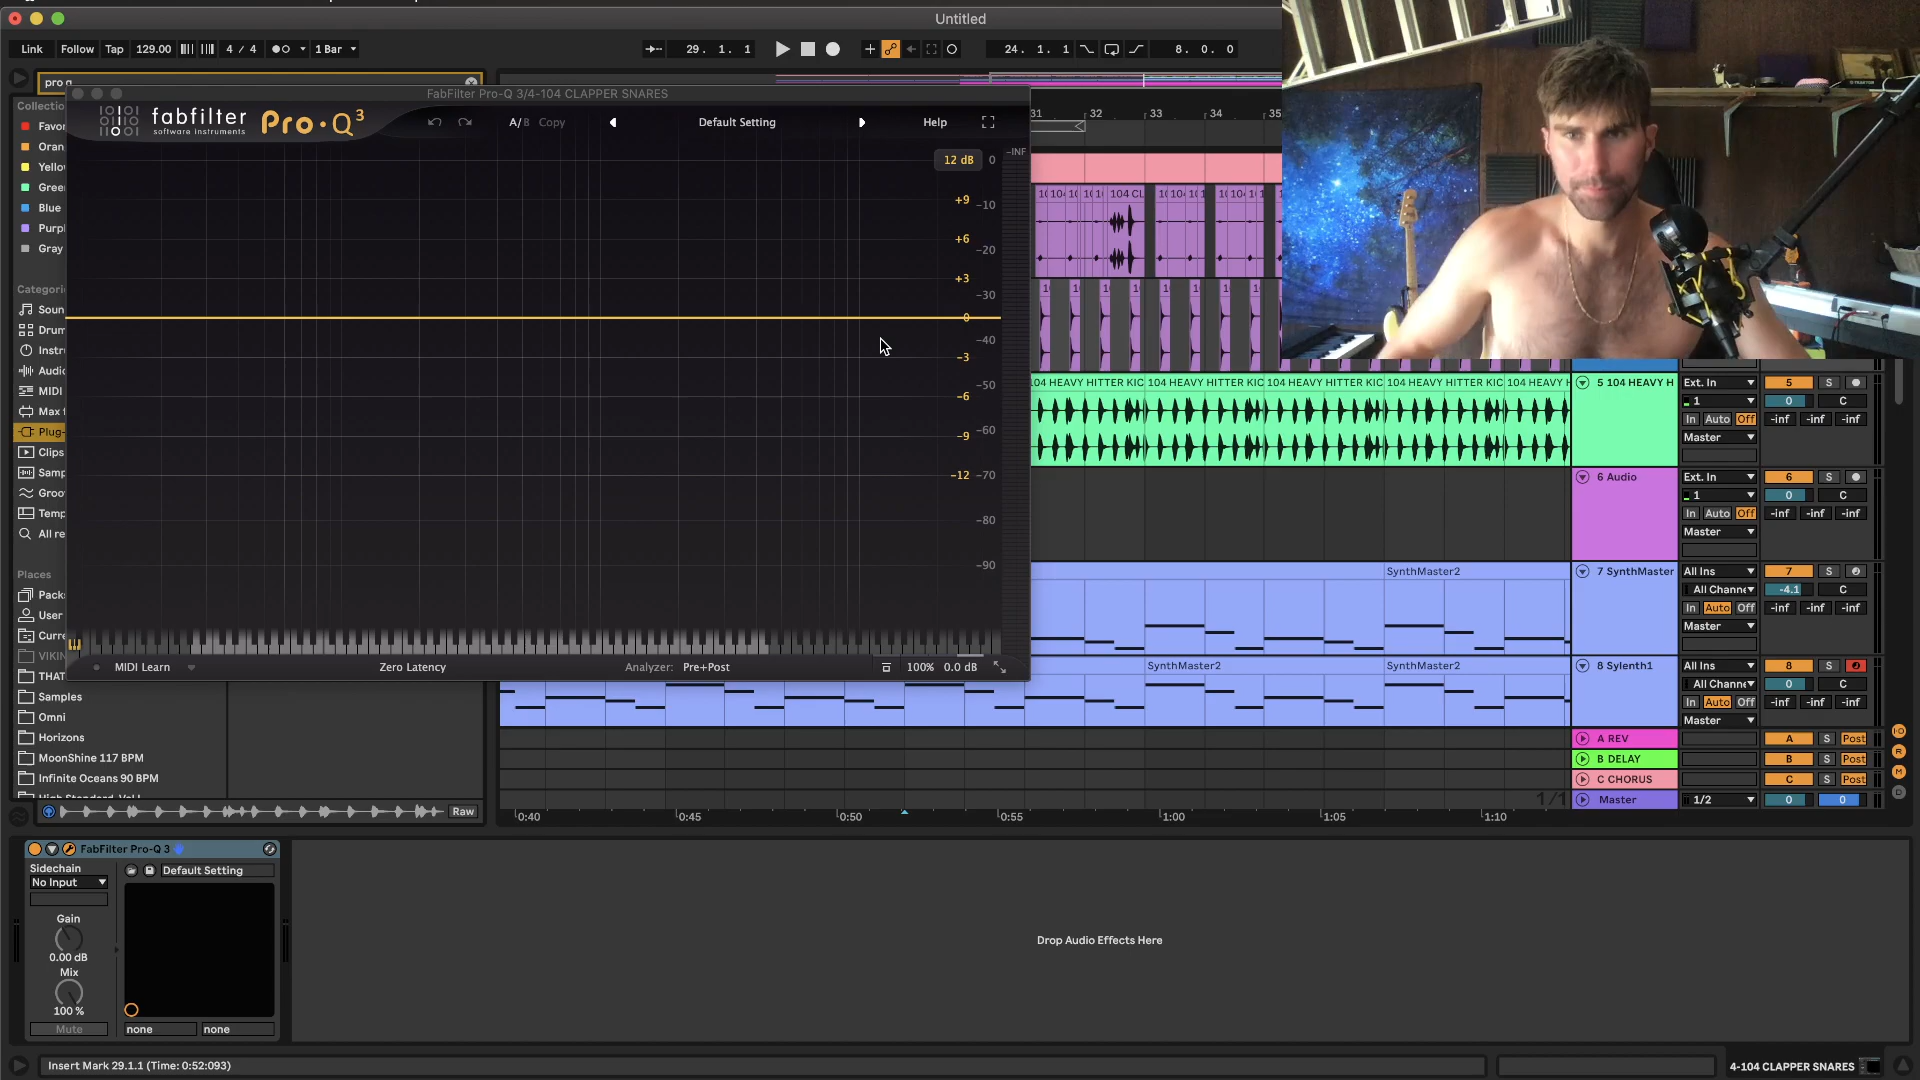 Untitled
Link Follow Tap 129.00 4 / 4 1 Bar 29. 1. 1 24. 1. 1 8. 0. 0
pro q
FabFilter Pro-Q 3/4-104 CLAPPER SNARES
fabfilter
software instruments
Pro·Q3
A/B Copy Default Setting Help
Collectio
Favor
Oran
Yello
Gree
Blue
Purpl
Gray
Categori
Soun
Drum
Instr
Audic
MIDI
Max f
Plug-
Clips
Samp
Groo
Temp
All re
Places
Pack
User
Curre
VIKIN
THAT
Samples
Omni
Horizons
MoonShine 117 BPM
Infinite Oceans 90 BPM
Raw
12 dB
+9
+6
+3
0
-3
-6
-9
-12
-INF
0
-10
-20
-30
-40
-50
-60
-70
-80
-90
MIDI Learn Zero Latency Analyzer: Pre+Post 100% 0.0 dB
31 32 33 34 35
104 CL
104 HEAVY HITTER KIC 104 HEAVY HITTER KIC 104 HEAVY HITTER KIC 104 HEAVY HITTER KIC 104 HEAVY H
5 104 HEAVY H Ext. In 5 S
1 0 C
In Auto Off -inf -inf -inf
Master
6 Audio Ext. In 6 S
1 0 C
In Auto Off -inf -inf -inf
Master
SynthMaster2
7 SynthMaster All Ins 7 S
All Channe -4.1 C
In Auto Off -inf -inf -inf
Master
SynthMaster2 SynthMaster2
8 Sylenth1 All Ins 8 S
All Channe 0 C
In Auto Off -inf -inf -inf
Master
A REV A S Post
B DELAY B S Post
C CHORUS C S Post
1/1 Master 1/2 0 0
0:40 0:45 0:50 0:55 1:00 1:05 1:10
FabFilter Pro-Q 3
Sidechain
No Input
Default Setting
Gain
0.00 dB
Mix
100 %
Mute none none
Drop Audio Effects Here
Insert Mark 29.1.1 (Time: 0:52:093)
4-104 CLAPPER SNARES